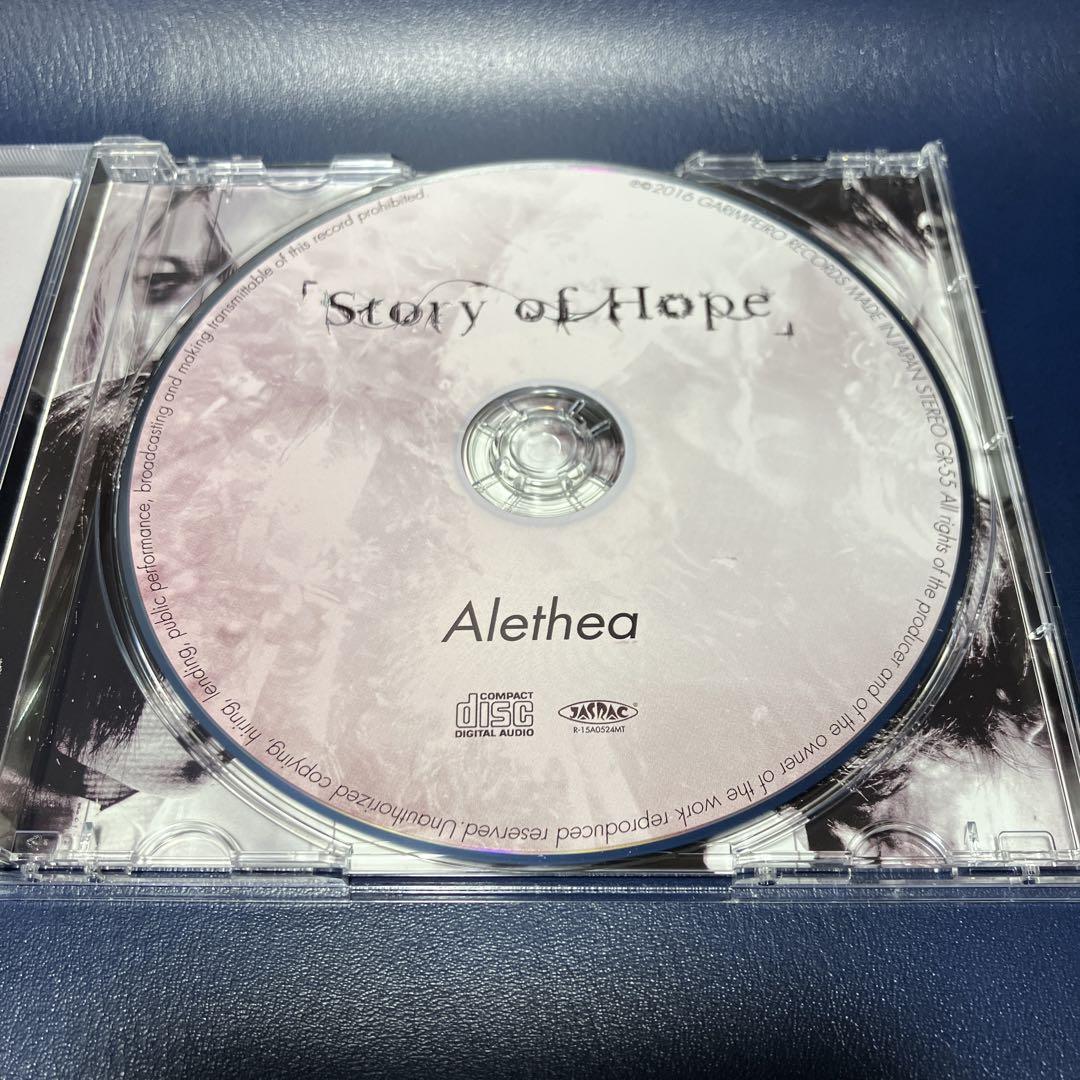 「Story of Hope」
Alethea
COMPACT
disc
DIGITAL AUDIO
JASRAC
R-15A0524MT
℗© 2016 GARIMPEIRO RECORDS MADE IN JAPAN STEREO GR-55 All rights of the producer and of the owner of the work reproduced reserved. Unauthorized copying, hiring, lending, public performance, broadcasting and making transmittable of this record prohibited.